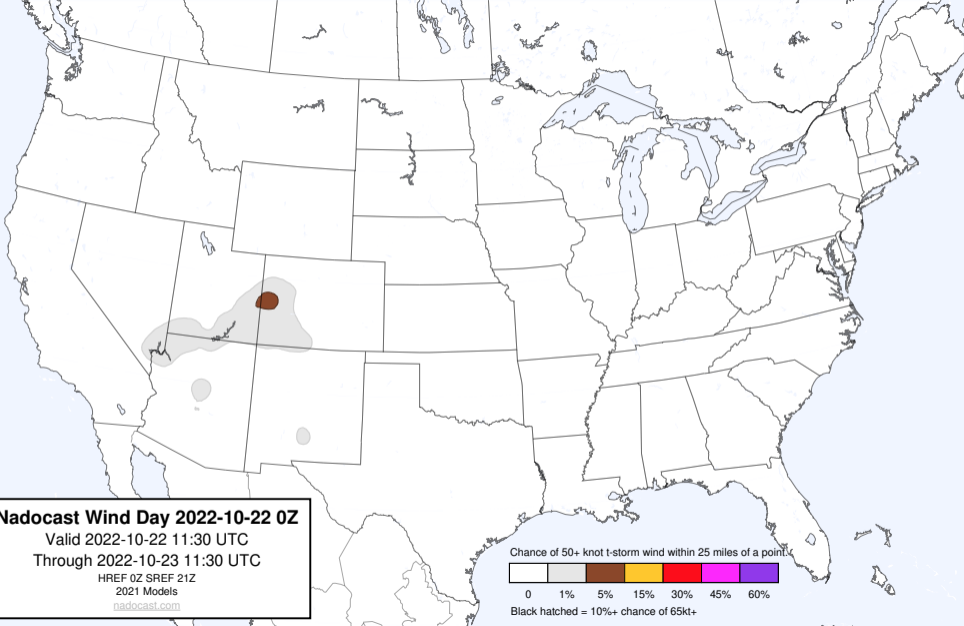 Nadocast Wind Day 2022-10-22 0Z
Valid 2022-10-22 11:30 UTC
Through 2022-10-23 11:30 UTC
HREF 0Z SREF 21Z
2021 Models
nadocast.com
Chance of 50+ knot t-storm wind within 25 miles of a point.
0 1% 5% 15% 30% 45% 60%
Black hatched = 10%+ chance of 65kt+